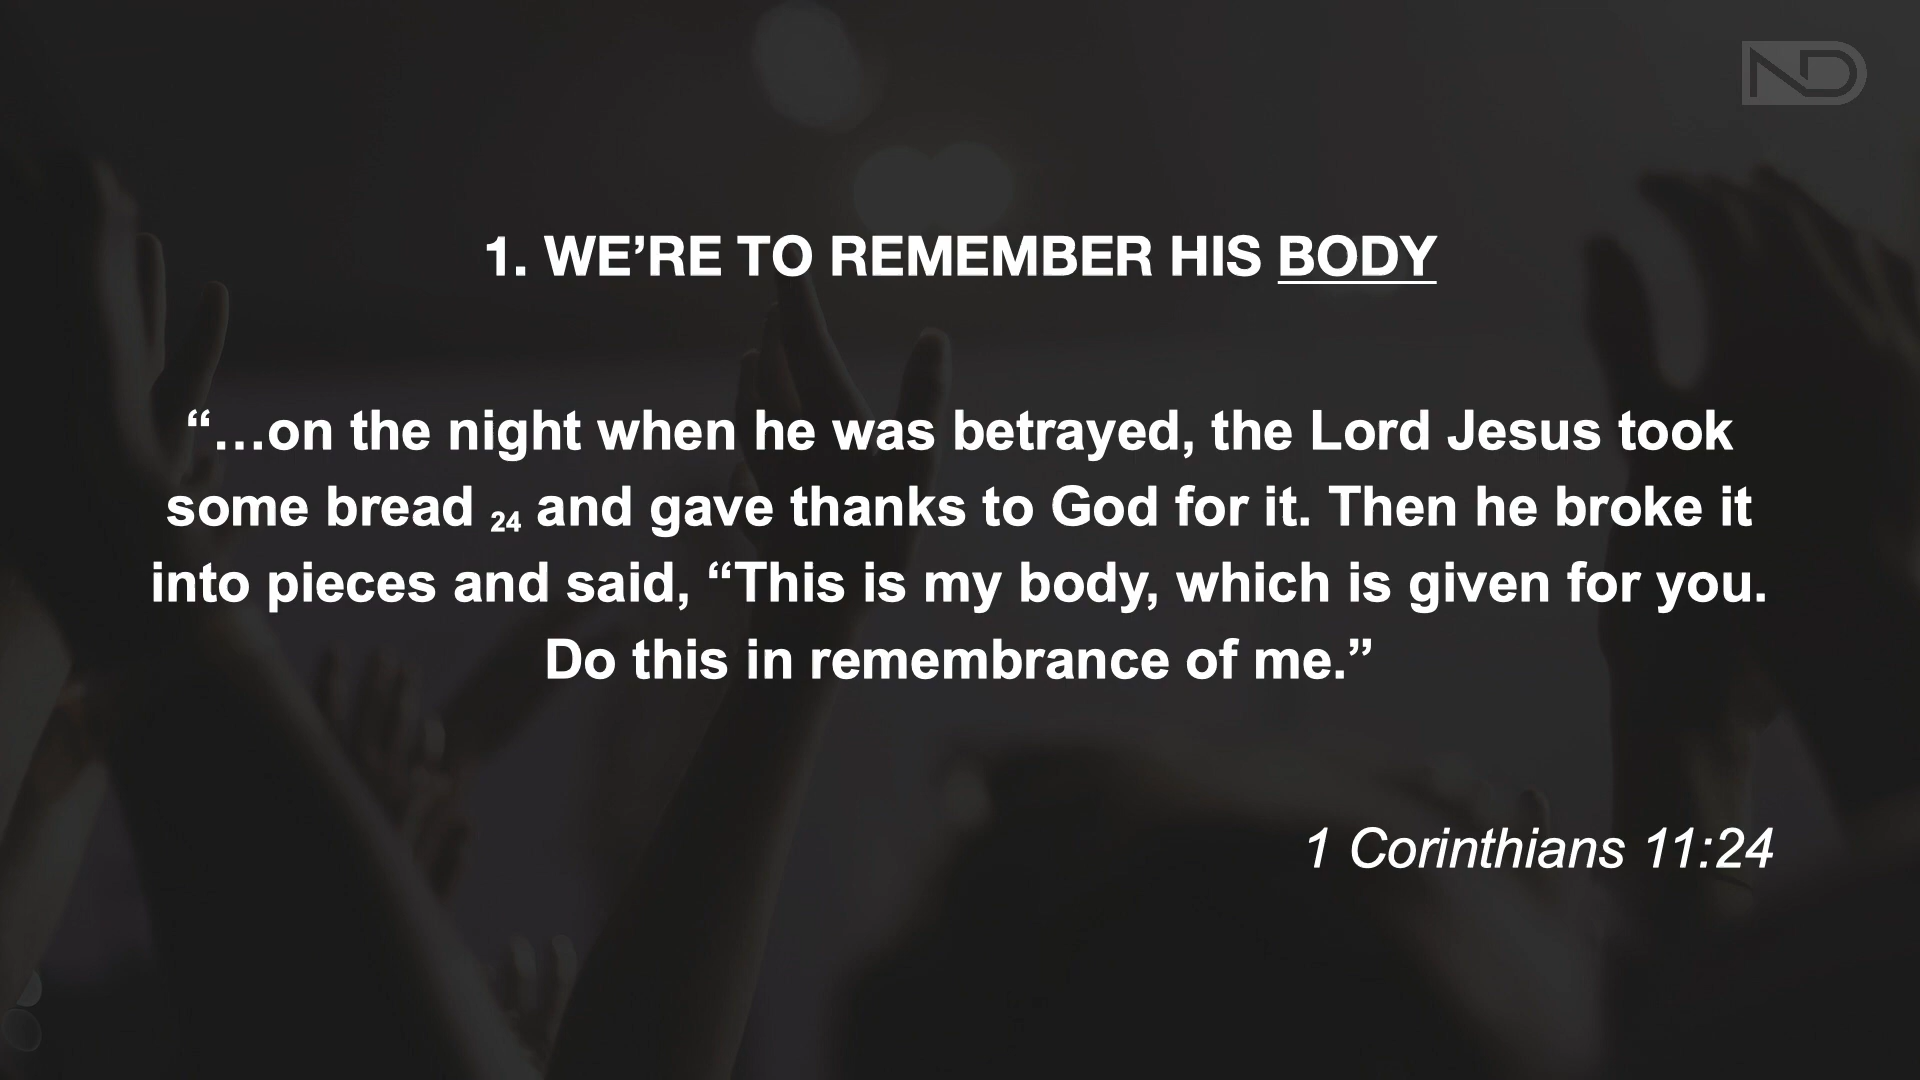 ND
1. WE’RE TO REMEMBER HIS BODY
“…on the night when he was betrayed, the Lord Jesus took
some bread 24 and gave thanks to God for it. Then he broke it
into pieces and said, “This is my body, which is given for you.
Do this in remembrance of me.”
1 Corinthians 11:24